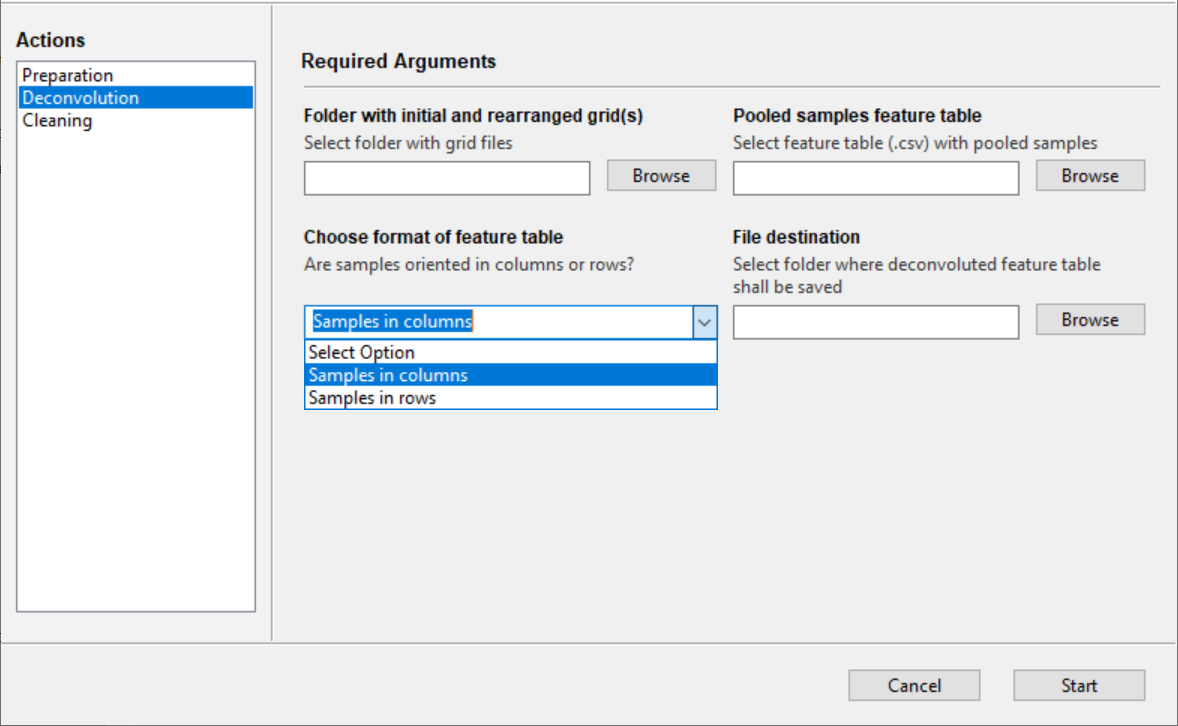 Actions
Preparation
Deconvolution
Cleaning
Required Arguments
Folder with initial and rearranged grid(s)
Select folder with grid files
Browse
Pooled samples feature table
Select feature table (.csv) with pooled samples
Browse
Choose format of feature table
Are samples oriented in columns or rows?
Samples in columns
Select Option
Samples in columns
Samples in rows
File destination
Select folder where deconvoluted feature table
shall be saved
Browse
Cancel
Start